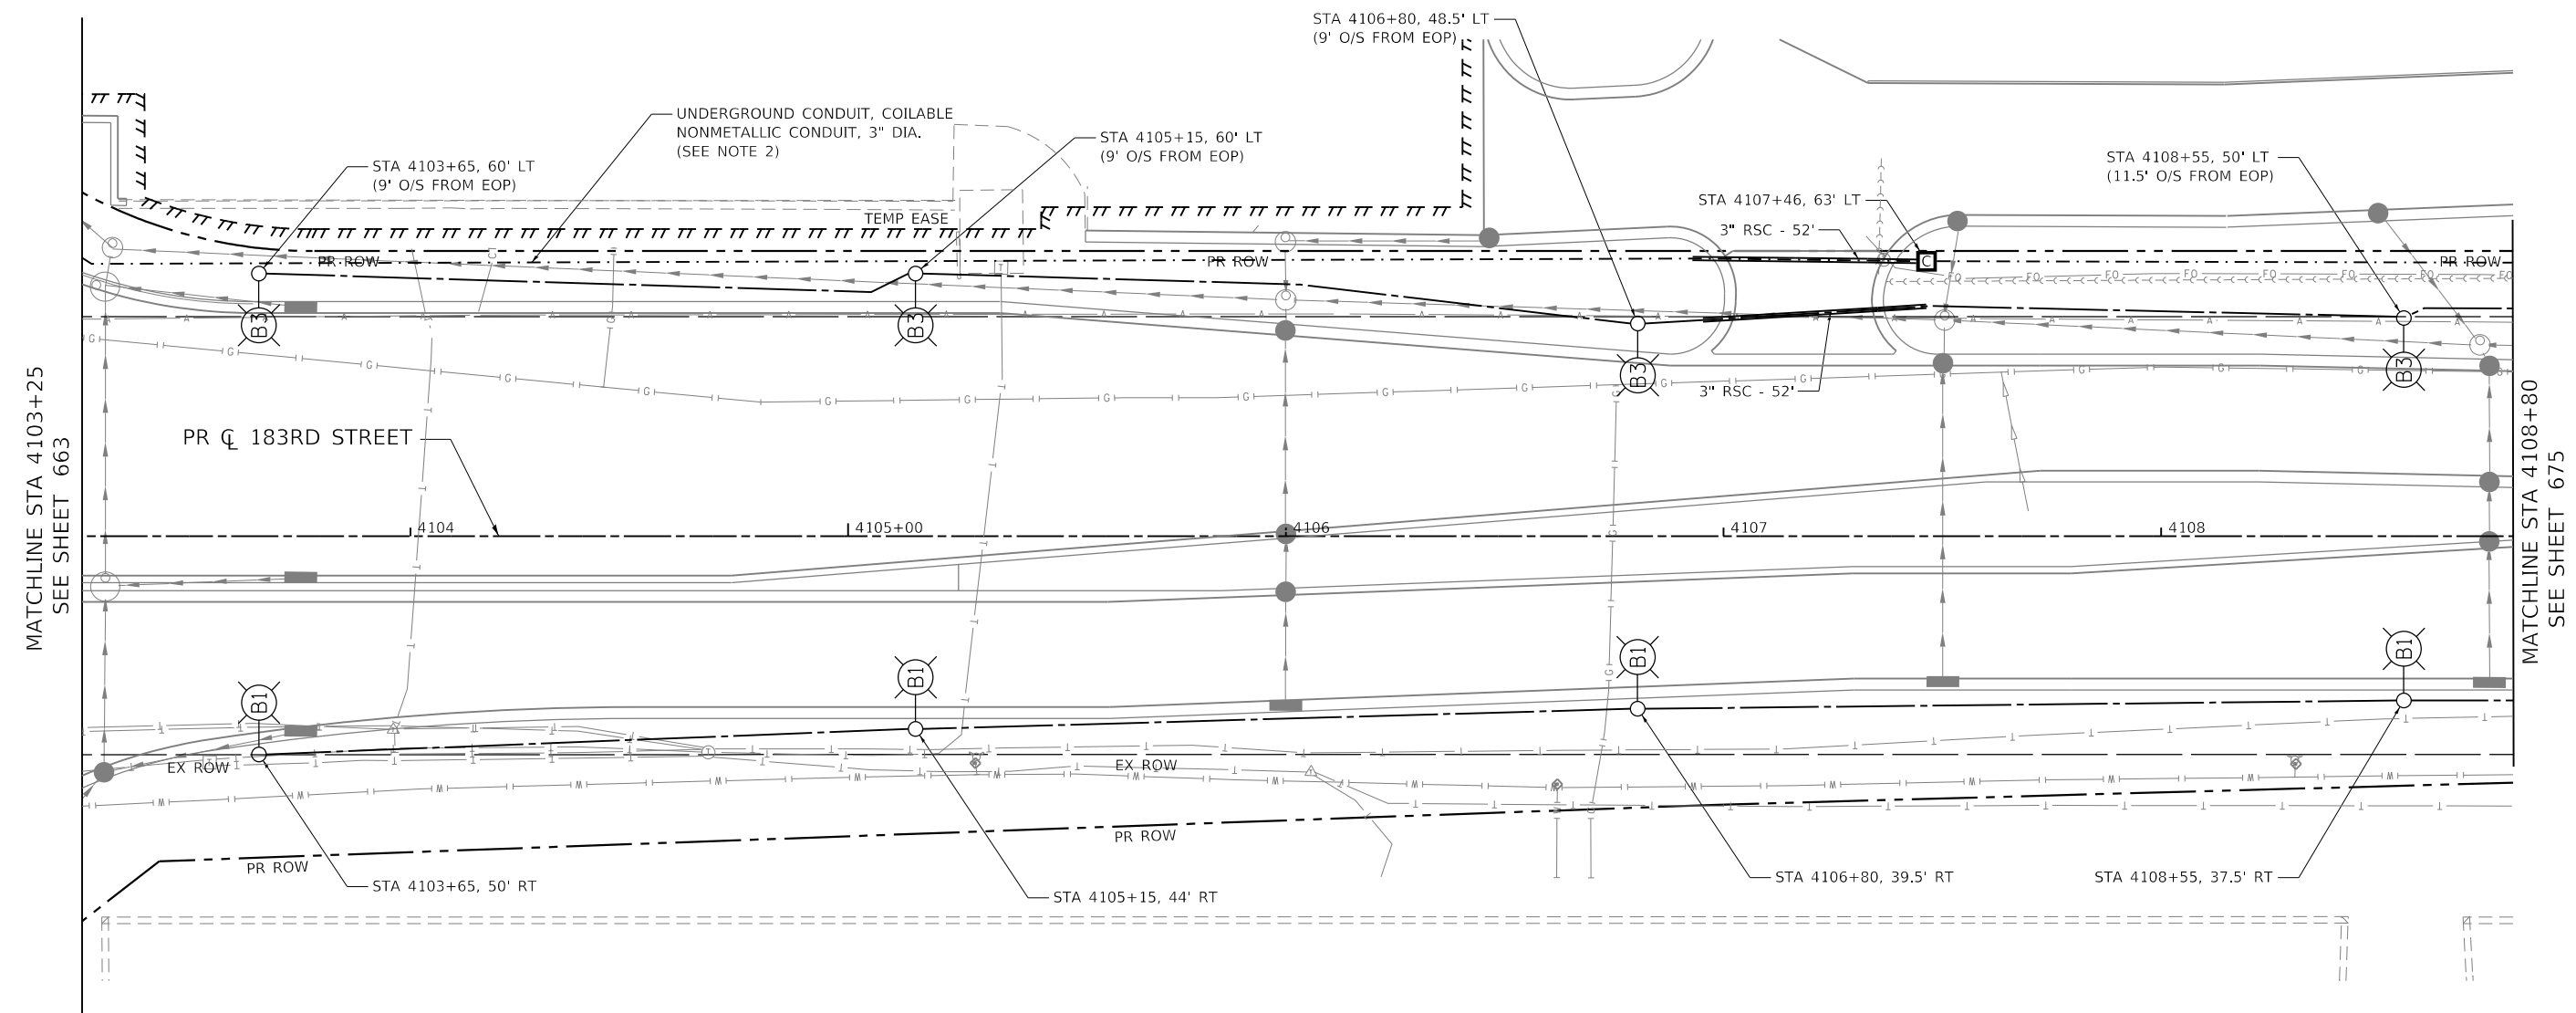 STA 4106+80, 48.5' LT
(9' O/S FROM EOP)
UNDERGROUND CONDUIT, COILABLE
NONMETALLIC CONDUIT, 3" DIA.
(SEE NOTE 2)
STA 4105+15, 60' LT
(9' O/S FROM EOP)
STA 4103+65, 60' LT
(9' O/S FROM EOP)
STA 4108+55, 50' LT
(11.5' O/S FROM EOP)
STA 4107+46, 63' LT
3" RSC - 52'
TEMP EASE
PR ROW
PR ROW
PR ROW
C
B3
B3
B3
B3
3" RSC - 52'
MATCHLINE STA 4103+25
SEE SHEET 663
PR CL 183RD STREET
4104
4105+00
4106
4107
4108
MATCHLINE STA 4108+80
SEE SHEET 675
B1
B1
B1
B1
EX ROW
EX ROW
PR ROW
PR ROW
STA 4103+65, 50' RT
STA 4105+15, 44' RT
STA 4106+80, 39.5' RT
STA 4108+55, 37.5' RT